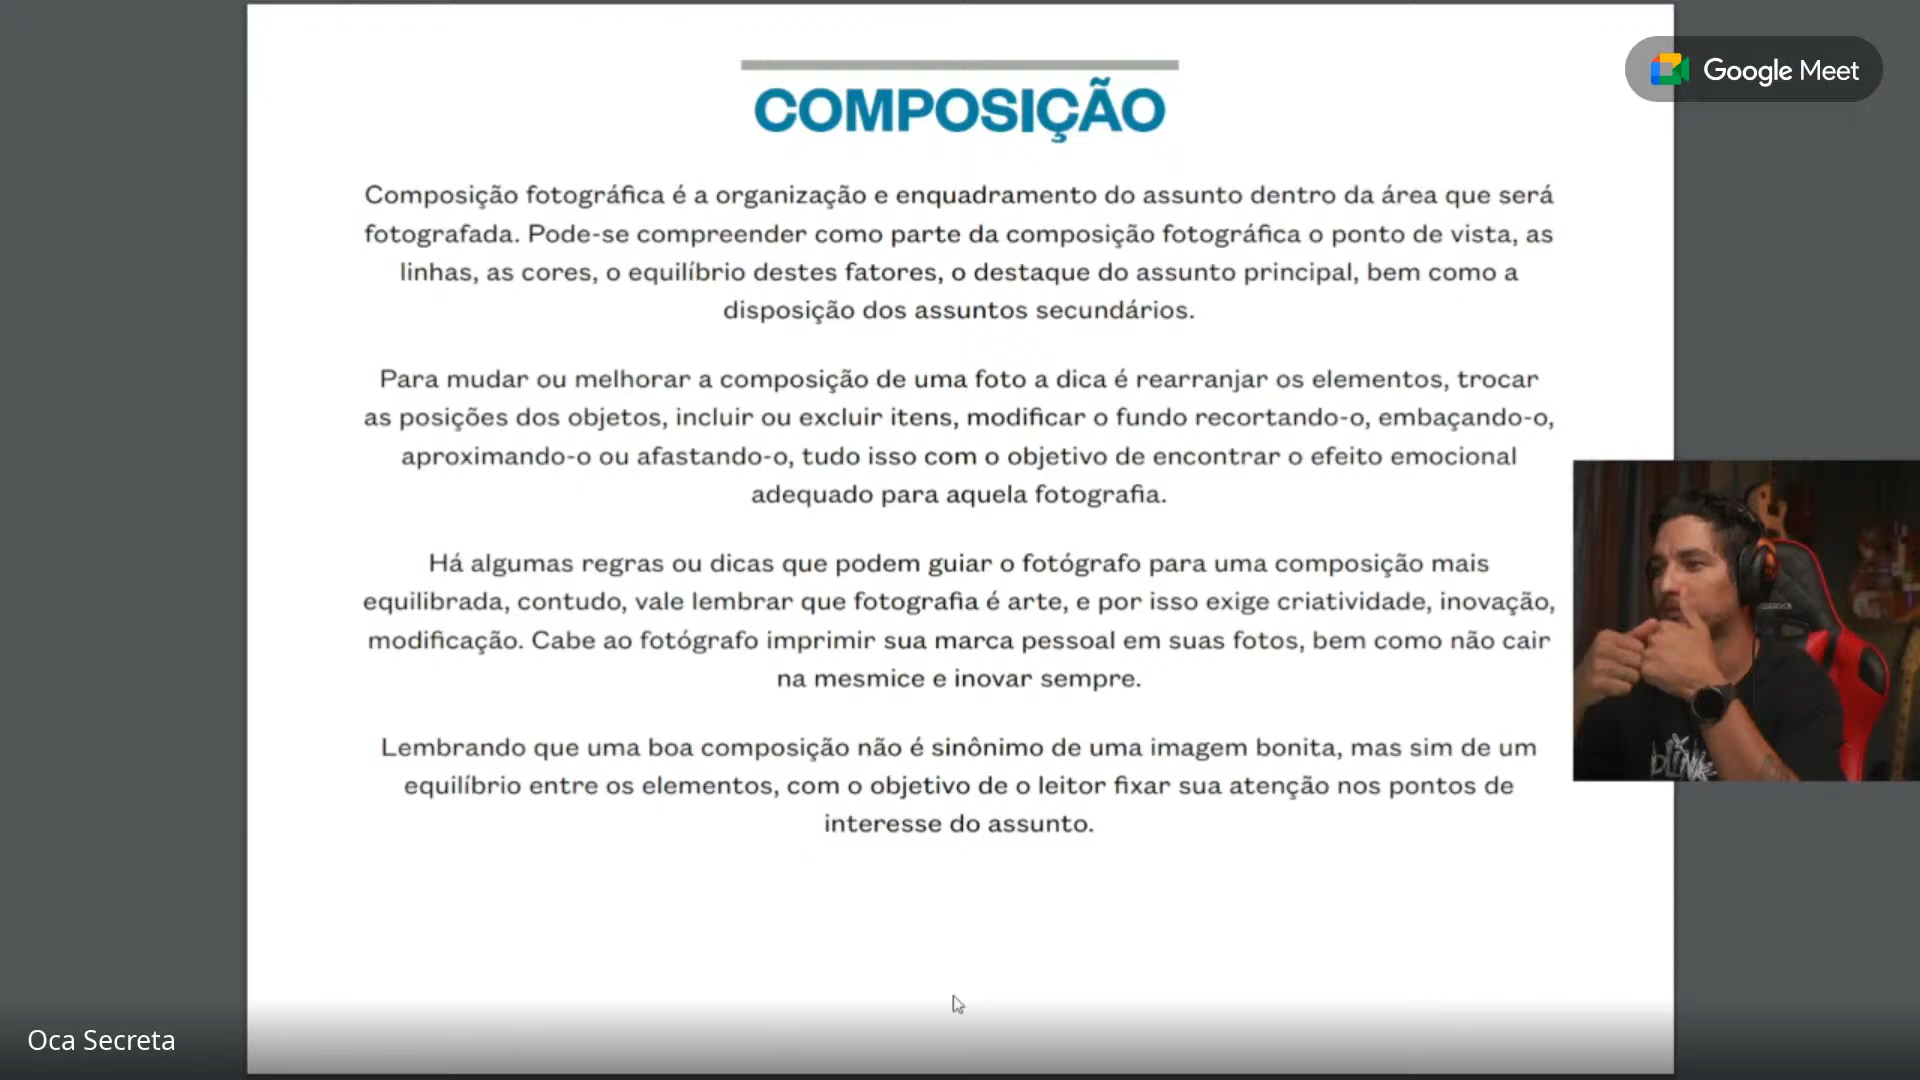 COMPOSIÇÃO
Google Meet
Composição fotográfica é a organização e enquadramento do assunto dentro da área que será
fotografada. Pode-se compreender como parte da composição fotográfica o ponto de vista, as
linhas, as cores, o equilíbrio destes fatores, o destaque do assunto principal, bem como a
disposição dos assuntos secundários.
Para mudar ou melhorar a composição de uma foto a dica é rearranjar os elementos, trocar
as posições dos objetos, incluir ou excluir itens, modificar o fundo recortando-o, embaçando-o,
aproximando-o ou afastando-o, tudo isso com o objetivo de encontrar o efeito emocional
adequado para aquela fotografia.
Há algumas regras ou dicas que podem guiar o fotógrafo para uma composição mais
equilibrada, contudo, vale lembrar que fotografia é arte, e por isso exige criatividade, inovação,
modificação. Cabe ao fotógrafo imprimir sua marca pessoal em suas fotos, bem como não cair
na mesmice e inovar sempre.
Lembrando que uma boa composição não é sinônimo de uma imagem bonita, mas sim de um
equilíbrio entre os elementos, com o objetivo de o leitor fixar sua atenção nos pontos de
interesse do assunto.
blink
Oca Secreta